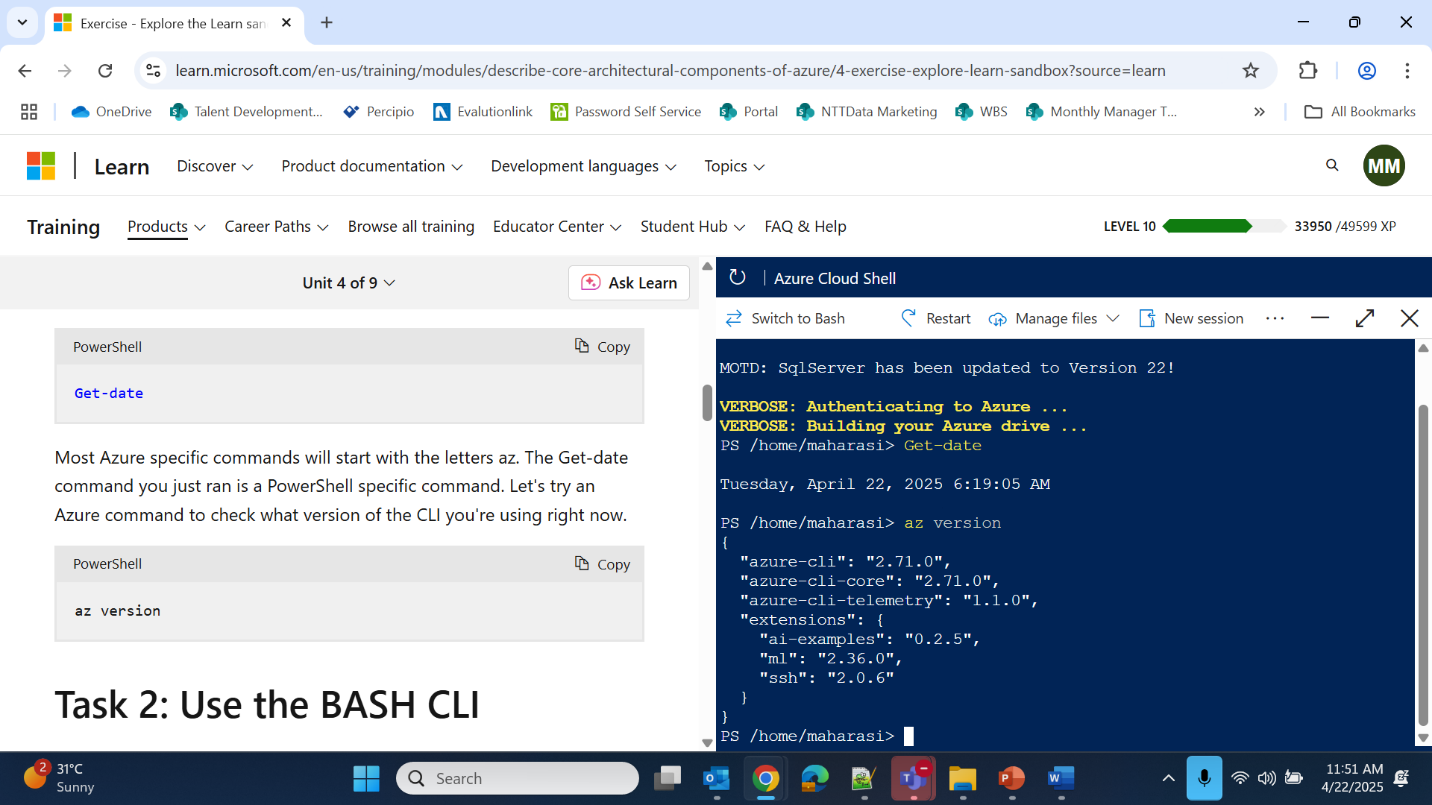 Exercise - Explore the Learn san
learn.microsoft.com/en-us/training/modules/describe-core-architectural-components-of-azure/4-exercise-explore-learn-sandbox?source=learn
OneDrive Talent Development... Percipio Evalutionlink Password Self Service Portal NTTData Marketing WBS Monthly Manager T... » All Bookmarks
Learn Discover Product documentation Development languages Topics MM
Training Products Career Paths Browse all training Educator Center Student Hub FAQ & Help LEVEL 10 33950 /49599 XP
Unit 4 of 9 Ask Learn
PowerShell Copy
Get-date
Most Azure specific commands will start with the letters az. The Get-date
command you just ran is a PowerShell specific command. Let's try an
Azure command to check what version of the CLI you're using right now.
PowerShell Copy
az version
Task 2: Use the BASH CLI
Azure Cloud Shell
Switch to Bash Restart Manage files New session ...
MOTD: SqlServer has been updated to Version 22!
VERBOSE: Authenticating to Azure ...
VERBOSE: Building your Azure drive ...
PS /home/maharasi> Get-date
Tuesday, April 22, 2025 6:19:05 AM
PS /home/maharasi> az version
{
"azure-cli": "2.71.0",
"azure-cli-core": "2.71.0",
"azure-cli-telemetry": "1.1.0",
"extensions": {
"ai-examples": "0.2.5",
"ml": "2.36.0",
"ssh": "2.0.6"
}
}
PS /home/maharasi>
2 31°C
Sunny
Search
11:51 AM
4/22/2025